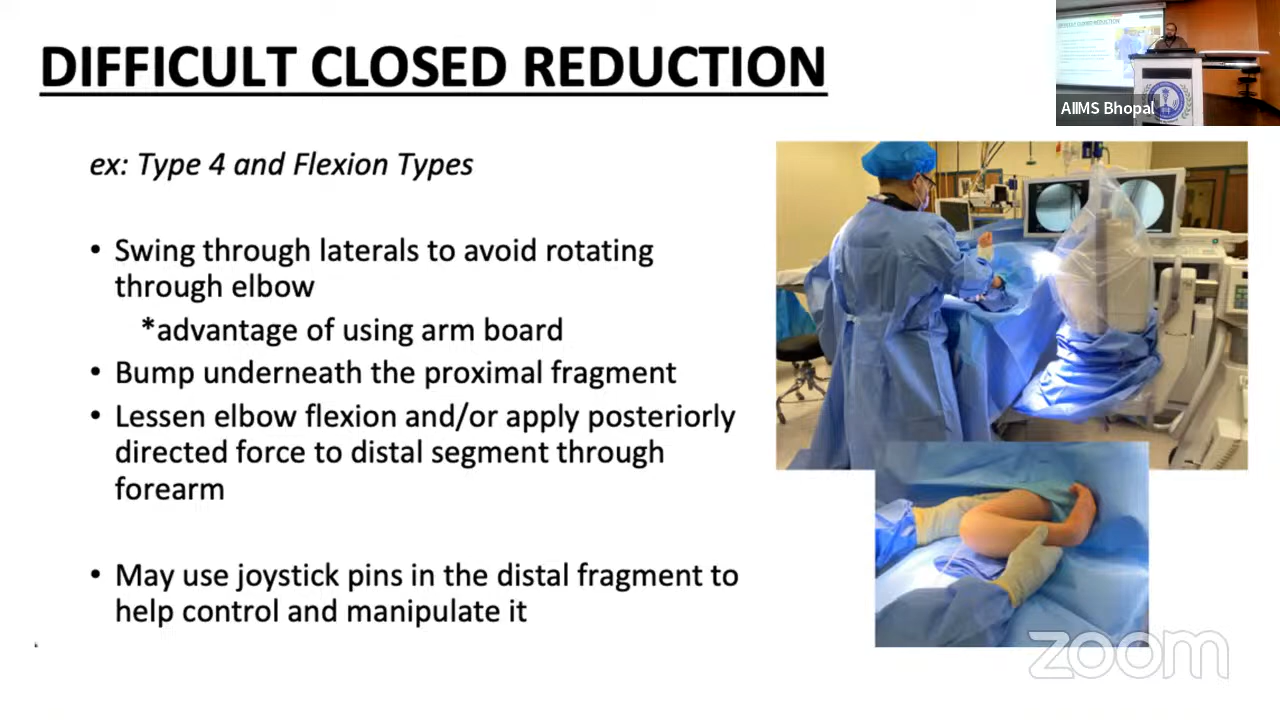 DIFFICULT CLOSED REDUCTION
AIIMS Bhopal
ex: Type 4 and Flexion Types
• Swing through laterals to avoid rotating
through elbow
*advantage of using arm board
• Bump underneath the proximal fragment
• Lessen elbow flexion and/or apply posteriorly
directed force to distal segment through
forearm
• May use joystick pins in the distal fragment to
help control and manipulate it
zoom